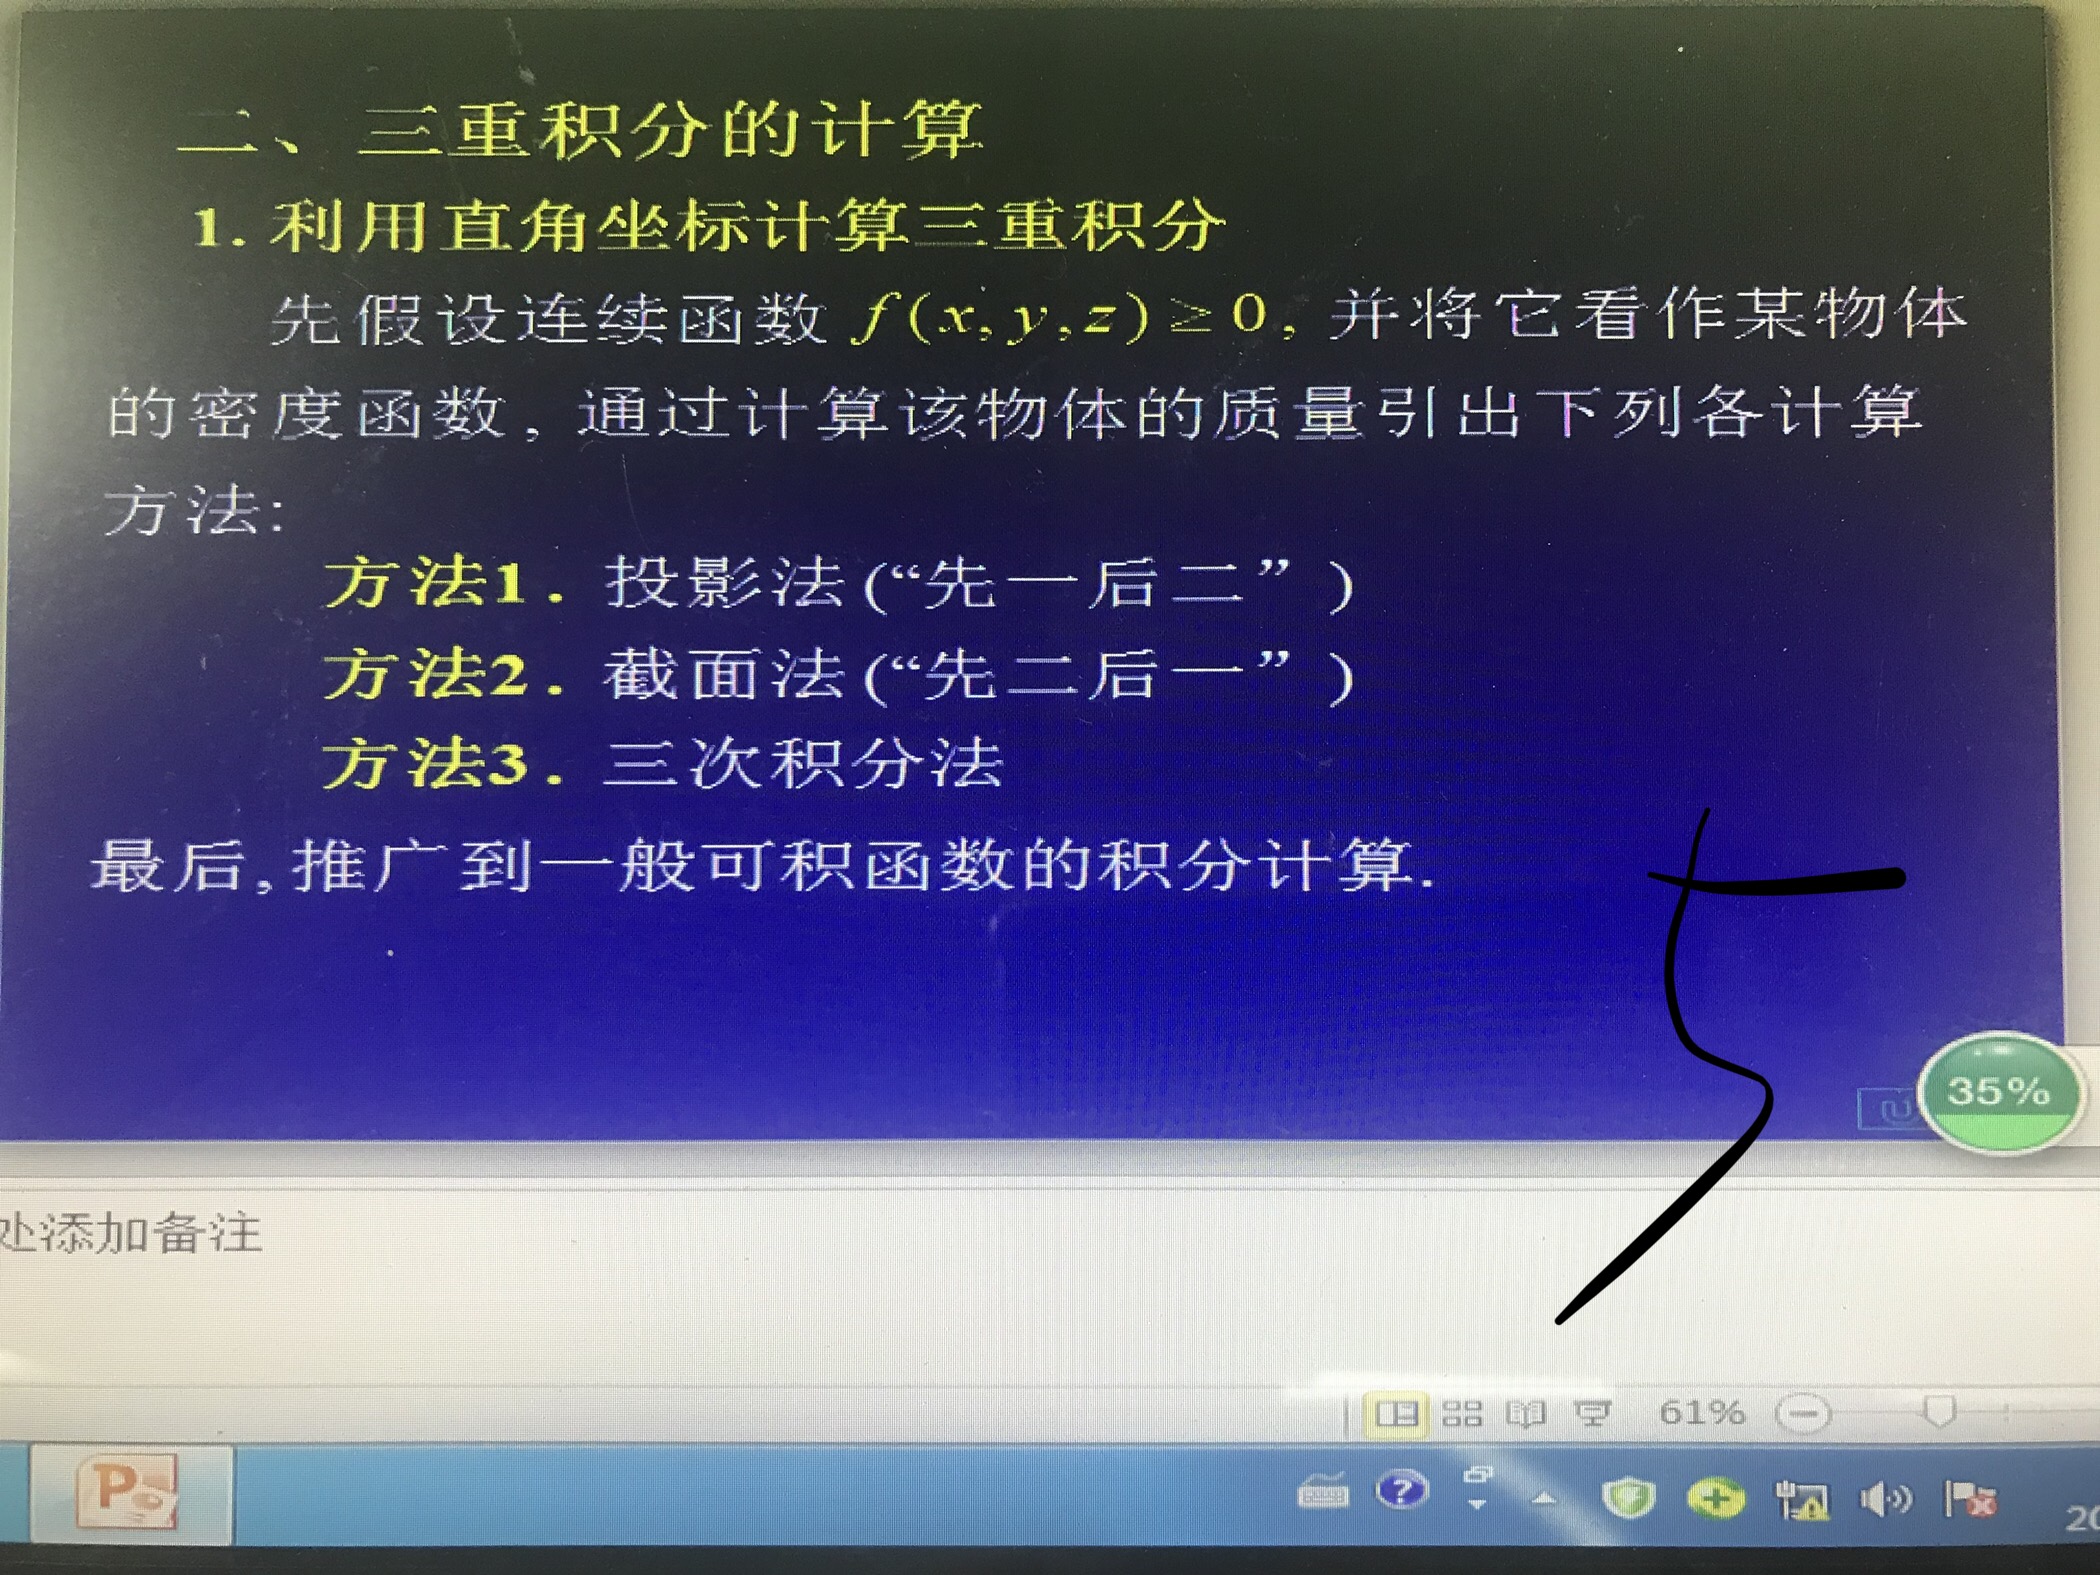 二、三重积分的计算
1. 利用直角坐标计算三重积分
先假设连续函数 f(x, y, z) ≥ 0, 并将它看作某物体
的密度函数, 通过计算该物体的质量引出下列各计算
方法:
方法1. 投影法 (“先一后二”)
方法2. 截面法 (“先二后一”)
方法3. 三次积分法
最后, 推广到一般可积函数的积分计算.
35%
处添加备注
61%
20